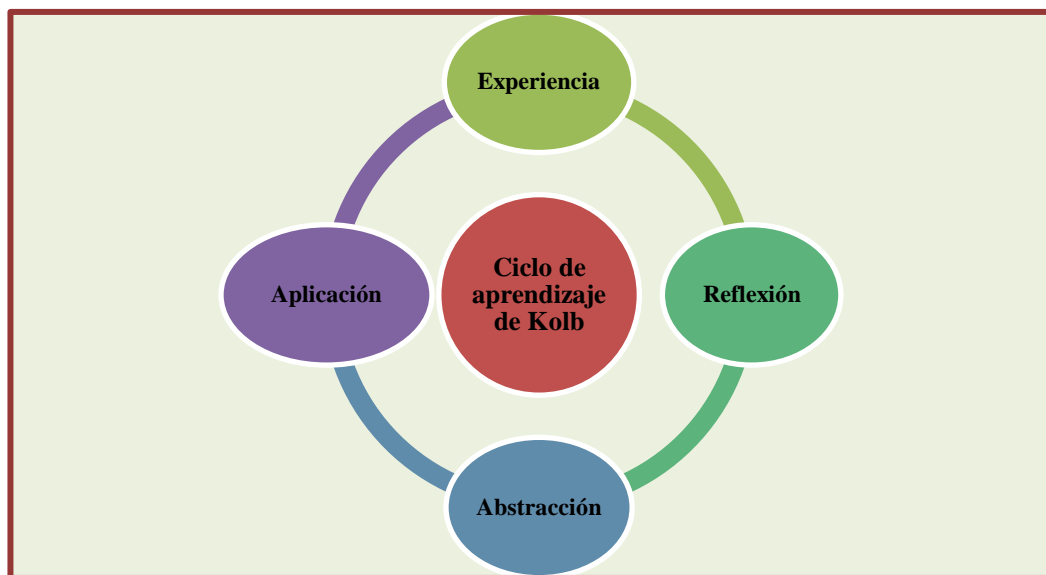 Experiencia
Aplicación
Ciclo de
aprendizaje
de Kolb
Reflexión
Abstracción